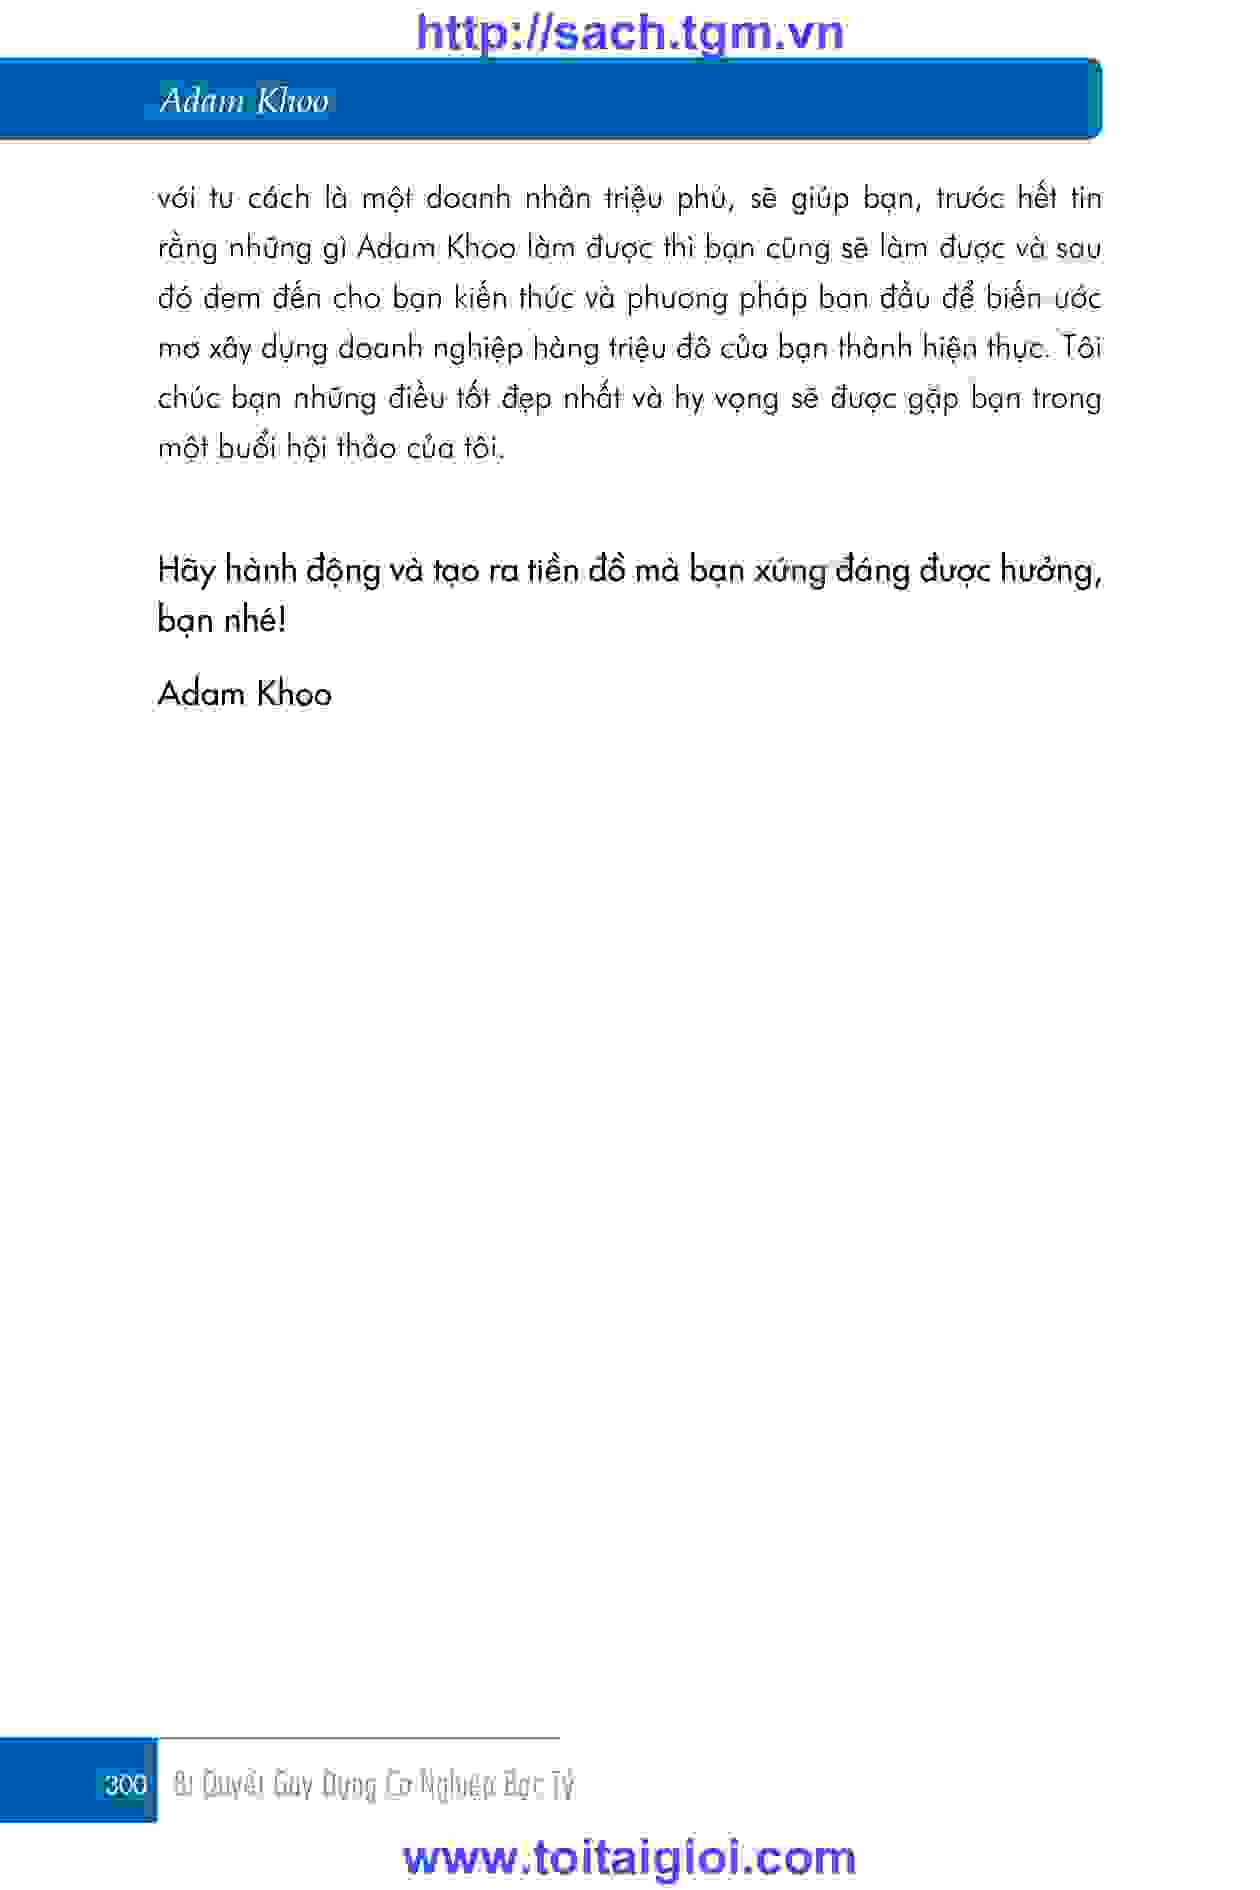 http://sach.tgm.vn
Adam Khoo
với tư cách là một doanh nhân triệu phú, sẽ giúp bạn, trước hết tin
rằng những gì Adam Khoo làm được thì bạn cũng sẽ làm được và sau
đó đem đến cho bạn kiến thức và phương pháp ban đầu để biến ước
mơ xây dựng doanh nghiệp hàng triệu đô của bạn thành hiện thực. Tôi
chúc bạn những điều tốt đẹp nhất và hy vọng sẽ được gặp bạn trong
một buổi hội thảo của tôi.
Hãy hành động và tạo ra tiền đồ mà bạn xứng đáng được hưởng,
bạn nhé!
Adam Khoo
300 Bí Quyết Gây Dựng Cơ Nghiệp Bạc Tỷ
www.toitaigioi.com